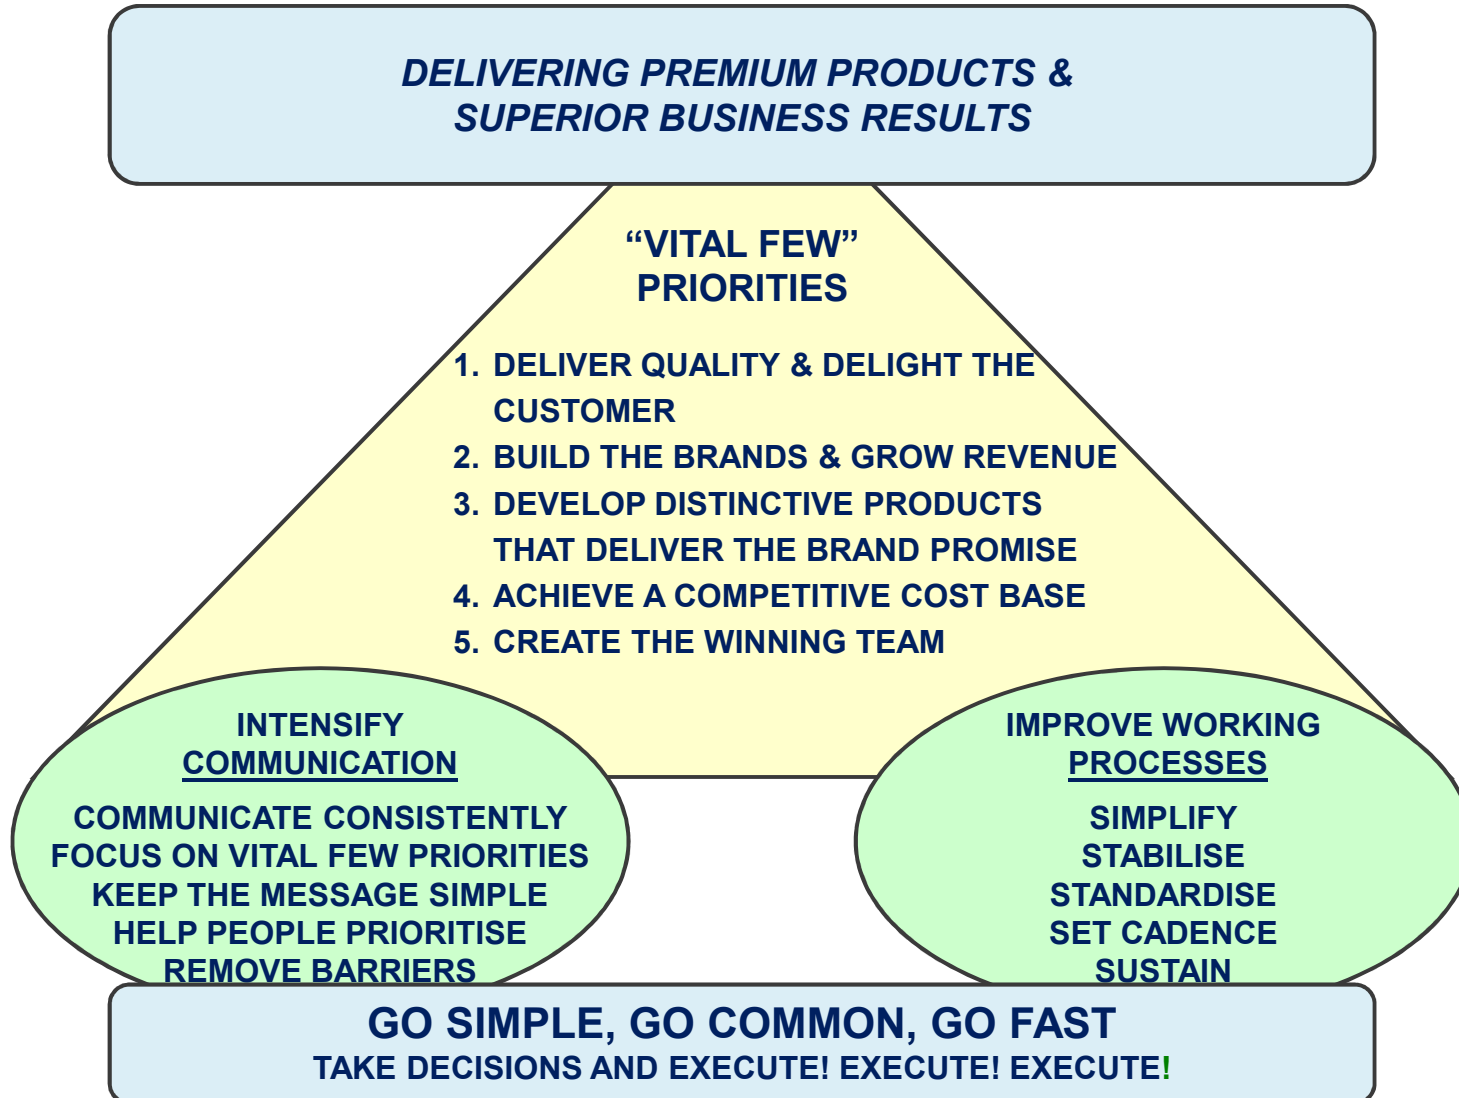 DELIVERING PREMIUM PRODUCTS &
SUPERIOR BUSINESS RESULTS
“VITAL FEW”
PRIORITIES
1. DELIVER QUALITY & DELIGHT THE
CUSTOMER
2. BUILD THE BRANDS & GROW REVENUE
3. DEVELOP DISTINCTIVE PRODUCTS
THAT DELIVER THE BRAND PROMISE
4. ACHIEVE A COMPETITIVE COST BASE
5. CREATE THE WINNING TEAM
INTENSIFY
COMMUNICATION
COMMUNICATE CONSISTENTLY
FOCUS ON VITAL FEW PRIORITIES
KEEP THE MESSAGE SIMPLE
HELP PEOPLE PRIORITISE
REMOVE BARRIERS
IMPROVE WORKING
PROCESSES
SIMPLIFY
STABILISE
STANDARDISE
SET CADENCE
SUSTAIN
GO SIMPLE, GO COMMON, GO FAST
TAKE DECISIONS AND EXECUTE! EXECUTE! EXECUTE!